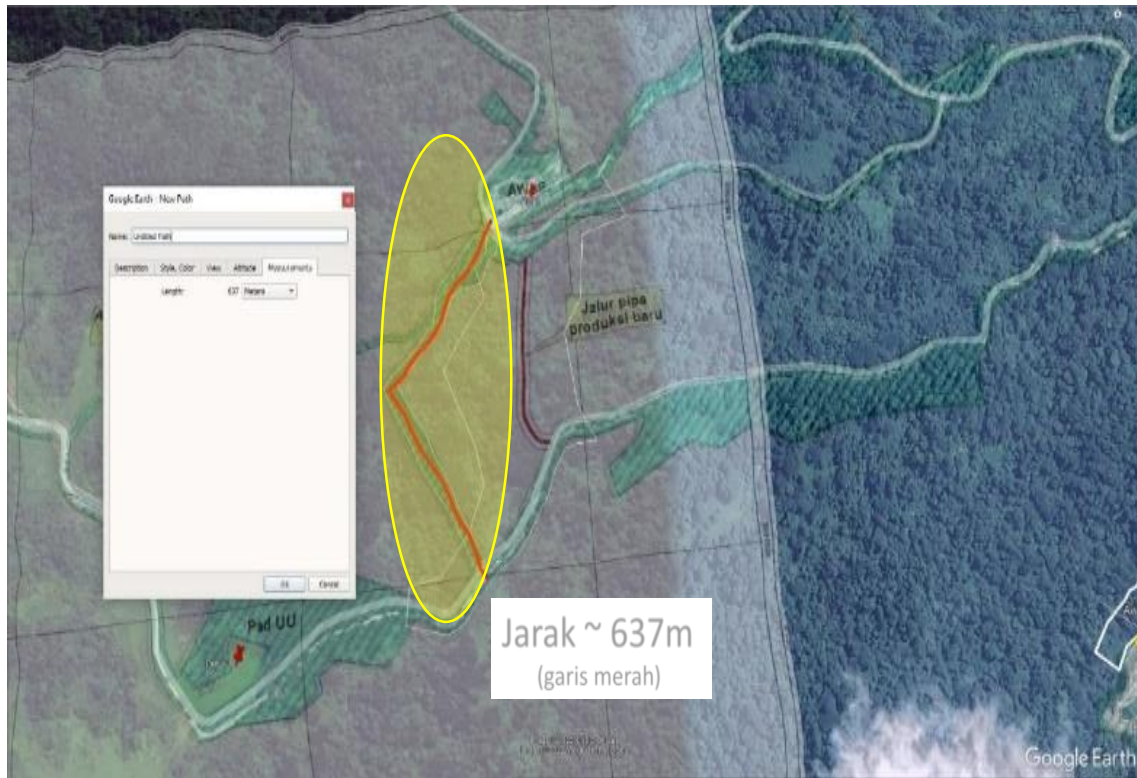 Google Earth - New Path
Name: Untitled Path
Description Style, Color View Altitude Measurements
Length: 637 Meters
OK Cancel
Jalur pipa
produksi baru
Pad UU
Jarak ~ 637m
(garis merah)
Google Earth